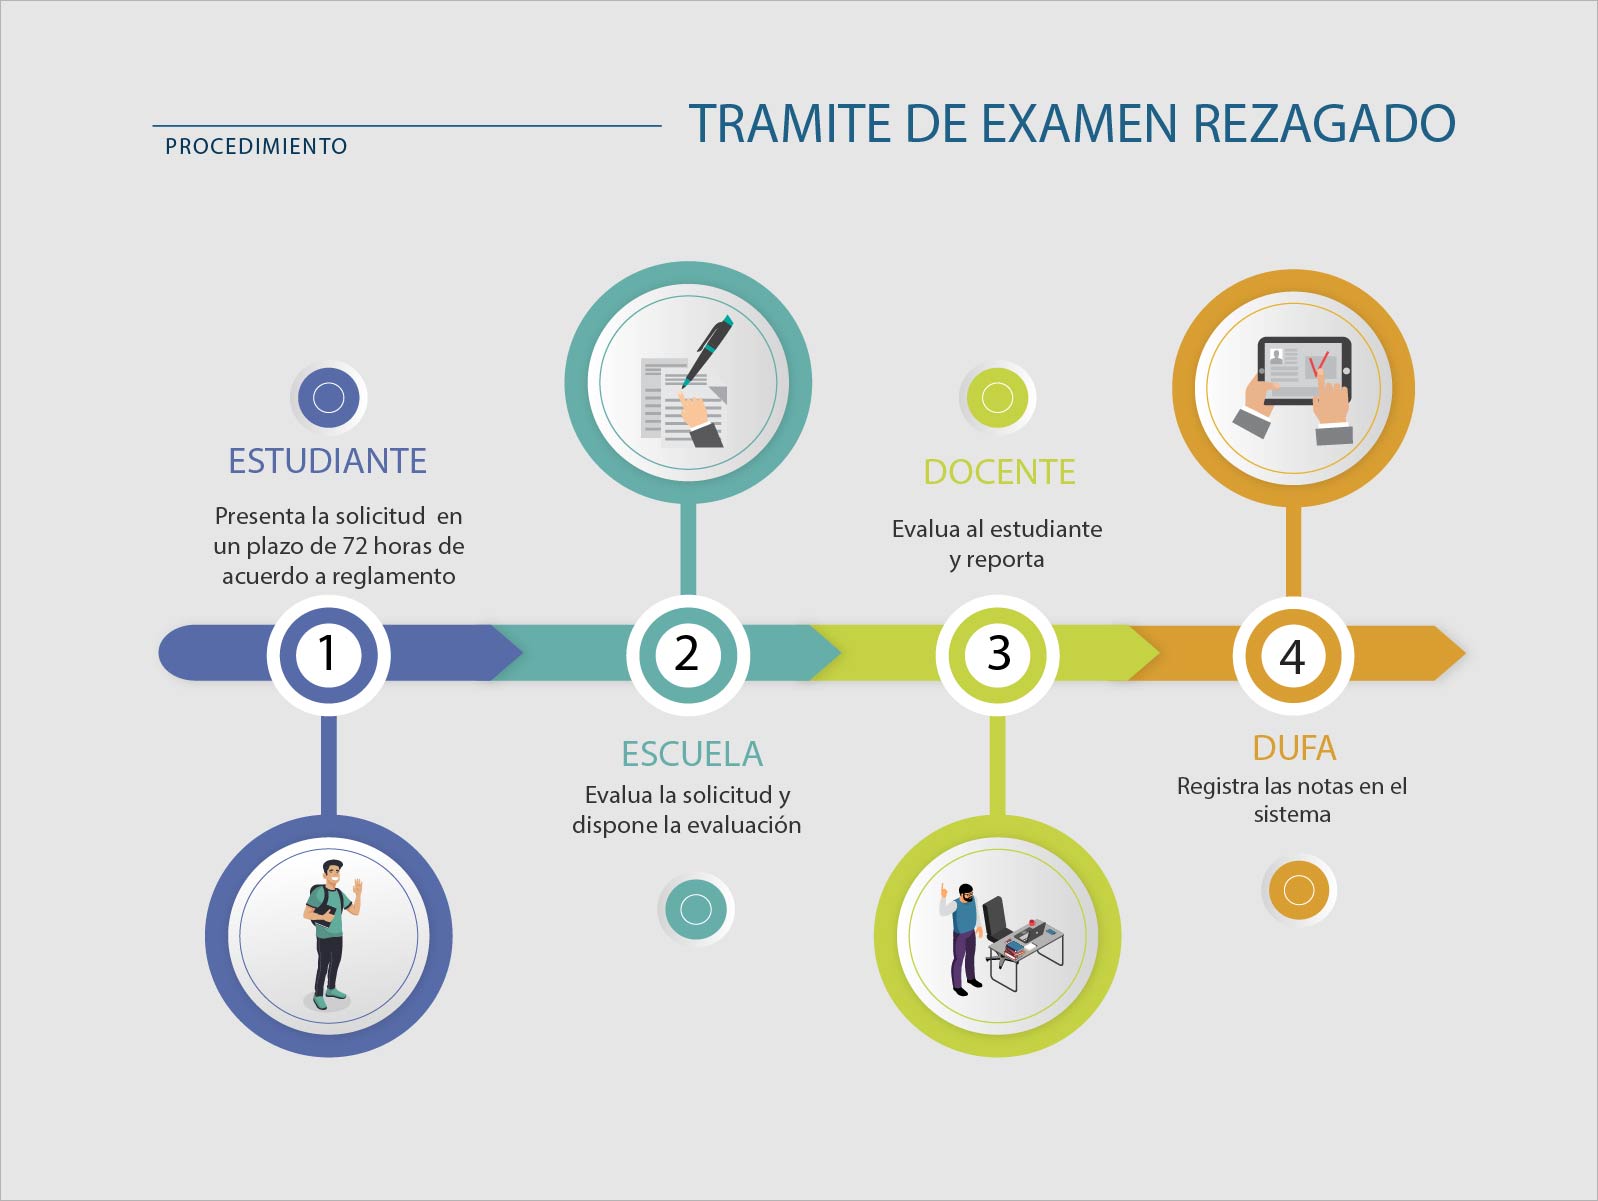 TRAMITE DE EXAMEN REZAGADO
PROCEDIMIENTO
ESTUDIANTE
Presenta la solicitud en
un plazo de 72 horas de
acuerdo a reglamento
1
2
ESCUELA
Evalua la solicitud y
dispone la evaluación
DOCENTE
Evalua al estudiante
y reporta
3
4
DUFA
Registra las notas en el
sistema